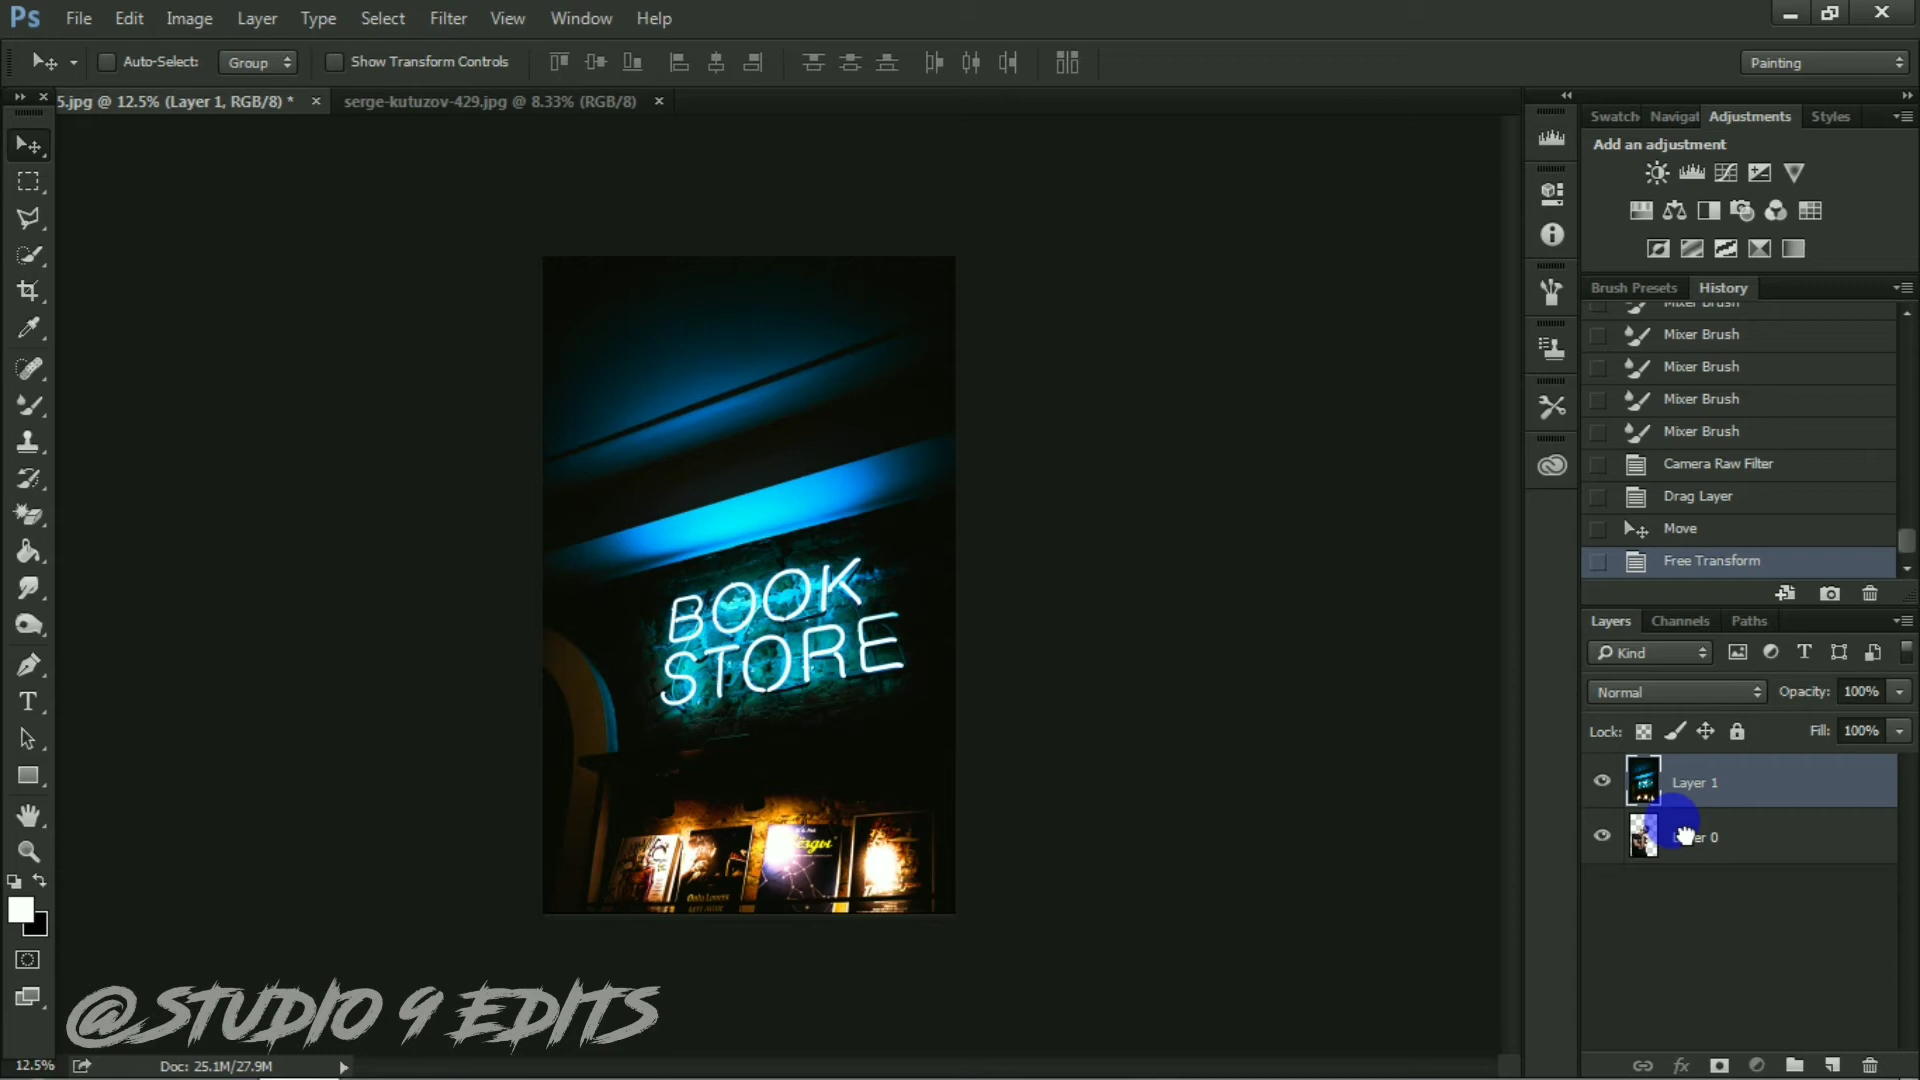 Ps File Edit Image Layer Type Select Filter View Window Help
Auto-Select: Group Show Transform Controls Painting
5.jpg @ 12.5% (Layer 1, RGB/8) * × serge-kutuzov-429.jpg @ 8.33% (RGB/8) ×
Swatch Navigat Adjustments Styles
Add an adjustment
Brush Presets History
Mixer Brush
Mixer Brush
Mixer Brush
Mixer Brush
Mixer Brush
Camera Raw Filter
Drag Layer
Move
Free Transform
BOOK
STORE
Layers Channels Paths
Kind
Normal Opacity: 100%
Lock: Fill: 100%
Layer 1
er 0
@STUDIO 9 EDITS
12.5% Doc: 25.1M/27.9M